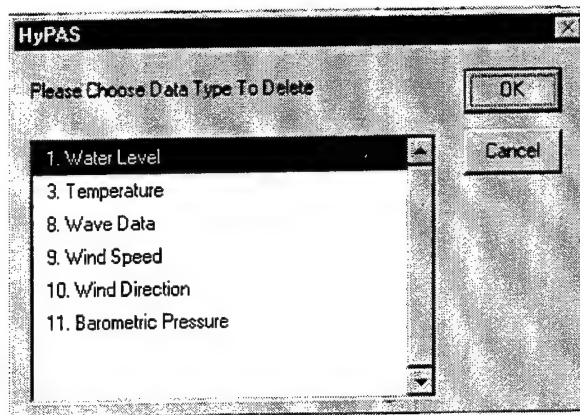 HyPAS
Please Choose Data Type To Delete
OK
1. Water Level
Cancel
3. Temperature
8. Wave Data
9. Wind Speed
10. Wind Direction
11. Barometric Pressure